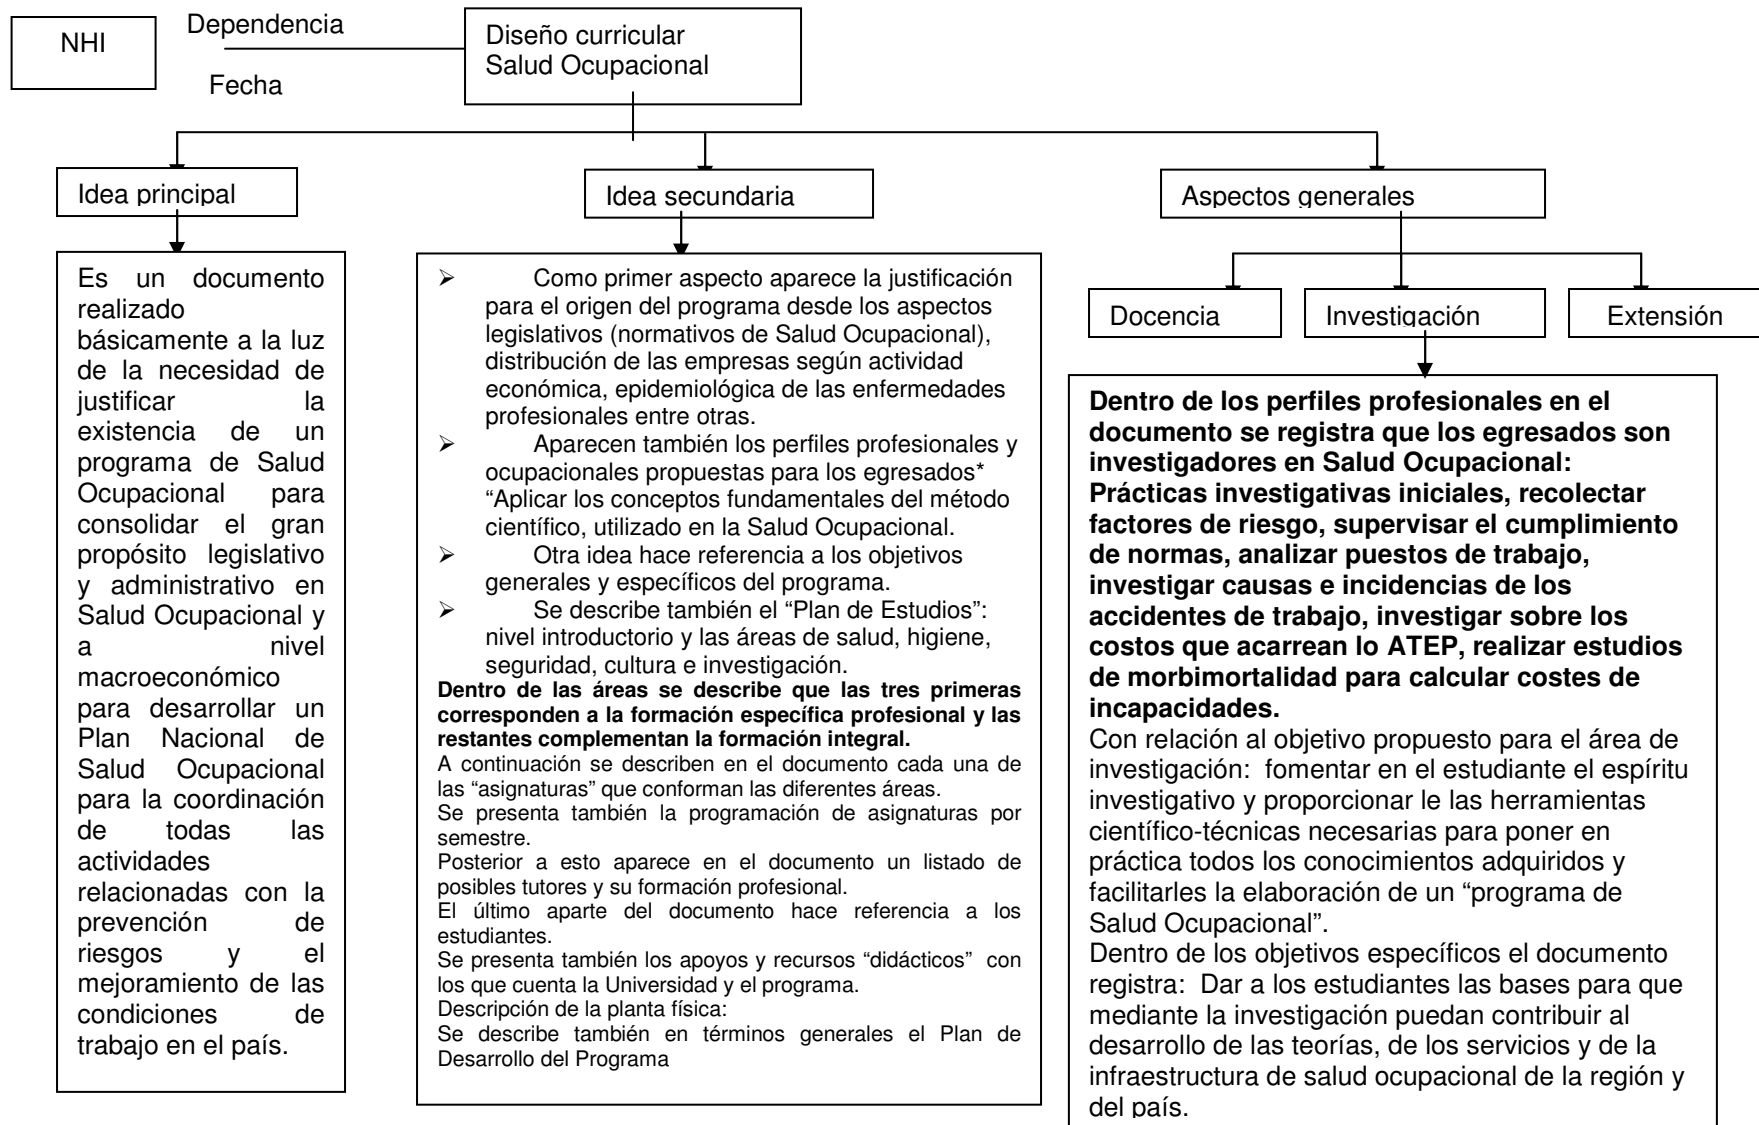 NHI
Dependencia
Fecha
Diseño curricular
Salud Ocupacional
Idea principal
Idea secundaria
Aspectos generales
Es un documento
realizado
básicamente a la luz
de la necesidad de
justificar la
existencia de un
programa de Salud
Ocupacional para
consolidar el gran
propósito legislativo
y administrativo en
Salud Ocupacional y
a nivel
macroeconómico
para desarrollar un
Plan Nacional de
Salud Ocupacional
para la coordinación
de todas las
actividades
relacionadas con la
prevención de
riesgos y el
mejoramiento de las
condiciones de
trabajo en el país.
➢ Como primer aspecto aparece la justificación
para el origen del programa desde los aspectos
legislativos (normativos de Salud Ocupacional),
distribución de las empresas según actividad
económica, epidemiológica de las enfermedades
profesionales entre otras.
➢ Aparecen también los perfiles profesionales y
ocupacionales propuestas para los egresados*
“Aplicar los conceptos fundamentales del método
científico, utilizado en la Salud Ocupacional.
➢ Otra idea hace referencia a los objetivos
generales y específicos del programa.
➢ Se describe también el “Plan de Estudios”:
nivel introductorio y las áreas de salud, higiene,
seguridad, cultura e investigación.
Dentro de las áreas se describe que las tres primeras
corresponden a la formación específica profesional y las
restantes complementan la formación integral.
A continuación se describen en el documento cada una de
las “asignaturas” que conforman las diferentes áreas.
Se presenta también la programación de asignaturas por
semestre.
Posterior a esto aparece en el documento un listado de
posibles tutores y su formación profesional.
El último aparte del documento hace referencia a los
estudiantes.
Se presenta también los apoyos y recursos “didácticos” con
los que cuenta la Universidad y el programa.
Descripción de la planta física:
Se describe también en términos generales el Plan de
Desarrollo del Programa
Docencia
Investigación
Extensión
Dentro de los perfiles profesionales en el
documento se registra que los egresados son
investigadores en Salud Ocupacional:
Prácticas investigativas iniciales, recolectar
factores de riesgo, supervisar el cumplimiento
de normas, analizar puestos de trabajo,
investigar causas e incidencias de los
accidentes de trabajo, investigar sobre los
costos que acarrean lo ATEP, realizar estudios
de morbimortalidad para calcular costes de
incapacidades.
Con relación al objetivo propuesto para el área de
investigación: fomentar en el estudiante el espíritu
investigativo y proporcionar le las herramientas
científico-técnicas necesarias para poner en
práctica todos los conocimientos adquiridos y
facilitarles la elaboración de un “programa de
Salud Ocupacional”.
Dentro de los objetivos específicos el documento
registra: Dar a los estudiantes las bases para que
mediante la investigación puedan contribuir al
desarrollo de las teorías, de los servicios y de la
infraestructura de salud ocupacional de la región y
del país.